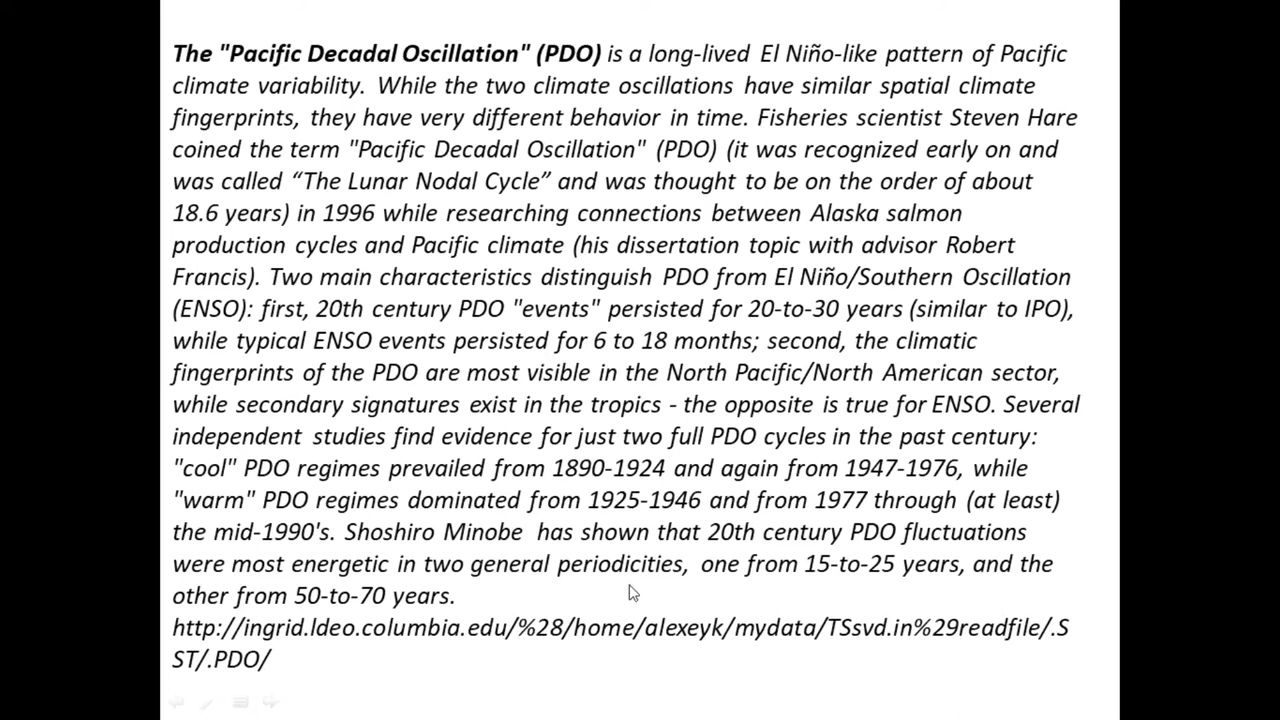 The "Pacific Decadal Oscillation" (PDO) is a long-lived El Niño-like pattern of Pacific
climate variability.  While the two climate oscillations have similar spatial climate
fingerprints, they have very different behavior in time. Fisheries scientist Steven Hare
coined the term "Pacific Decadal Oscillation" (PDO) (it was recognized early on and
was called “The Lunar Nodal Cycle” and was thought to be on the order of about
18.6 years) in 1996 while researching connections between Alaska salmon
production cycles and Pacific climate (his dissertation topic with advisor Robert
Francis). Two main characteristics distinguish PDO from El Niño/Southern Oscillation
(ENSO): first, 20th century PDO "events" persisted for 20-to-30 years (similar to IPO),
while typical ENSO events persisted for 6 to 18 months; second, the climatic
fingerprints of the PDO are most visible in the North Pacific/North American sector,
while secondary signatures exist in the tropics - the opposite is true for ENSO. Several
independent studies find evidence for just two full PDO cycles in the past century:
"cool" PDO regimes prevailed from 1890-1924 and again from 1947-1976, while
"warm" PDO regimes dominated from 1925-1946 and from 1977 through (at least)
the mid-1990's. Shoshiro Minobe  has shown that 20th century PDO fluctuations
were most energetic in two general periodicities,  one from 15-to-25 years, and the
other from 50-to-70 years.
http://ingrid.ldeo.columbia.edu/%28/home/alexeyk/mydata/TSsvd.in%29readfile/.S
ST/.PDO/